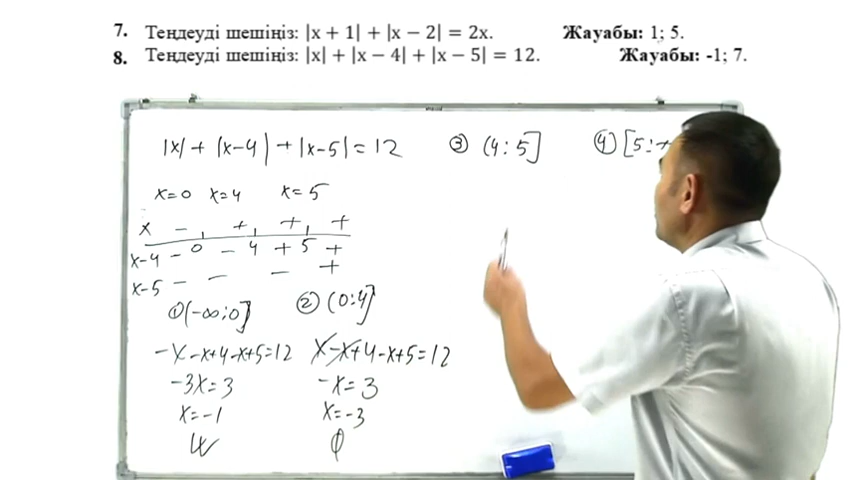 7. Теңдеуді шешіңіз: |x + 1| + |x − 2| = 2x. Жауабы: 1; 5.
8. Теңдеуді шешіңіз: |x| + |x − 4| + |x − 5| = 12. Жауабы: -1; 7.
|x| + |x-4| + |x-5| = 12
x=0 x=4 x=5
x − + + +
0 4 5
x-4 − − + +
x-5 − − − +
① (-∞; 0]
-x-x+4-x+5=12
-3x=3
x=-1
② (0; 4]
x-x+4-x+5=12
-x=3
x=-3
∅
③ (4; 5]
④ [5;